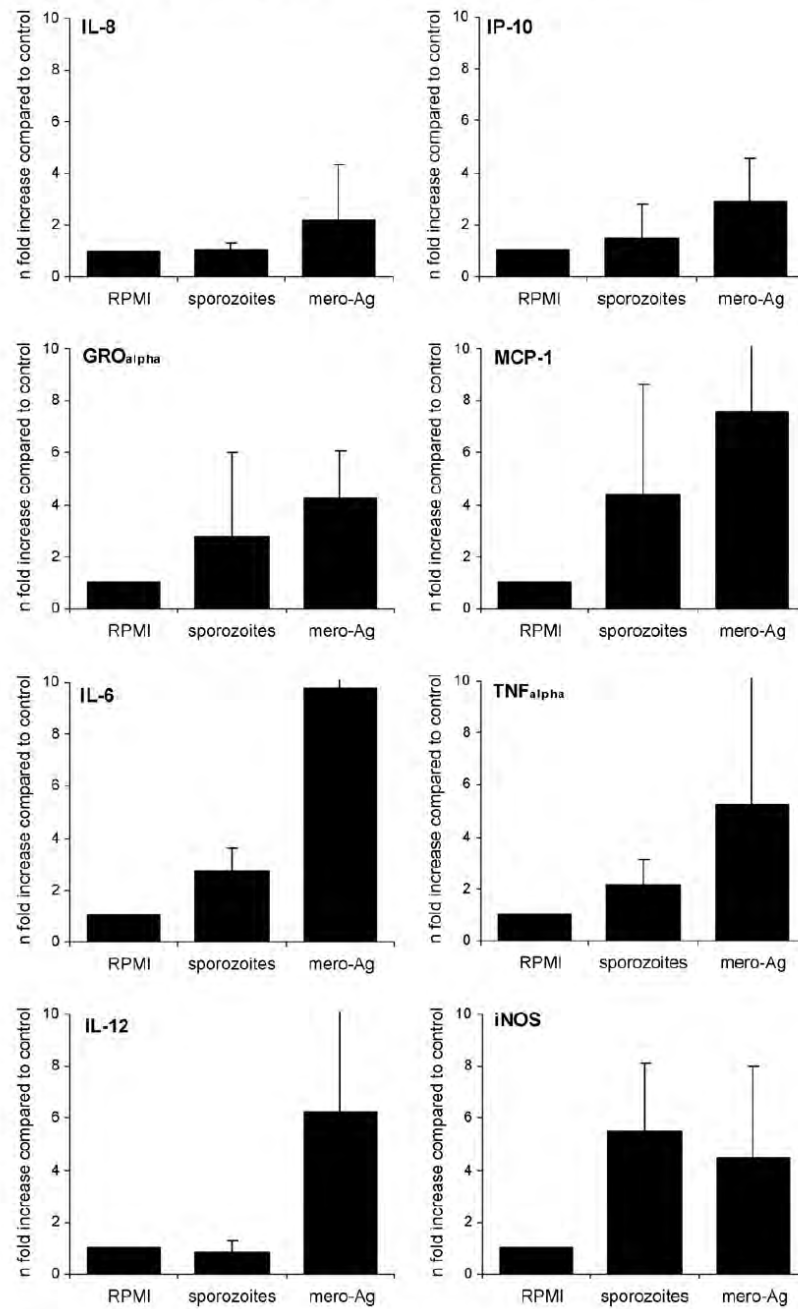 IL-8
n fold increase compared to control
10
8
6
4
2
0
RPMI sporozoites mero-Ag
IP-10
n fold increase compared to control
10
8
6
4
2
0
RPMI sporozoites mero-Ag
GROalpha
n fold increase compared to control
10
8
6
4
2
0
RPMI sporozoites mero-Ag
MCP-1
n fold increase compared to control
10
8
6
4
2
0
RPMI sporozoites mero-Ag
IL-6
n fold increase compared to control
10
8
6
4
2
0
RPMI sporozoites mero-Ag
TNFalpha
n fold increase compared to control
10
8
6
4
2
0
RPMI sporozoites mero-Ag
IL-12
n fold increase compared to control
10
8
6
4
2
0
RPMI sporozoites mero-Ag
iNOS
n fold increase compared to control
10
8
6
4
2
0
RPMI sporozoites mero-Ag